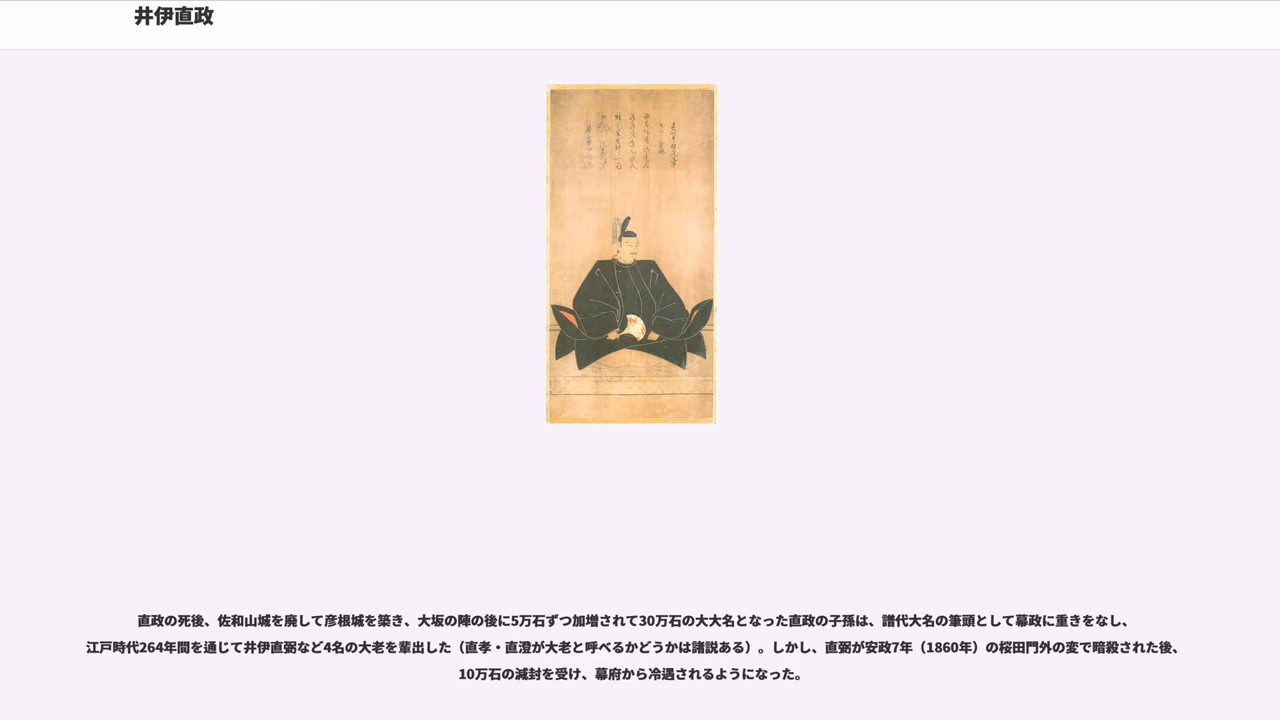 井伊直政
直政の死後、佐和山城を廃して彦根城を築き、大坂の陣の後に5万石ずつ加増されて30万石の大大名となった直政の子孫は、譜代大名の筆頭として幕政に重きをなし、
江戸時代264年間を通じて井伊直弼など4名の大老を輩出した（直孝・直澄が大老と呼べるかどうかは諸説ある）。しかし、直弼が安政7年（1860年）の桜田門外の変で暗殺された後、
10万石の減封を受け、幕府から冷遇されるようになった。